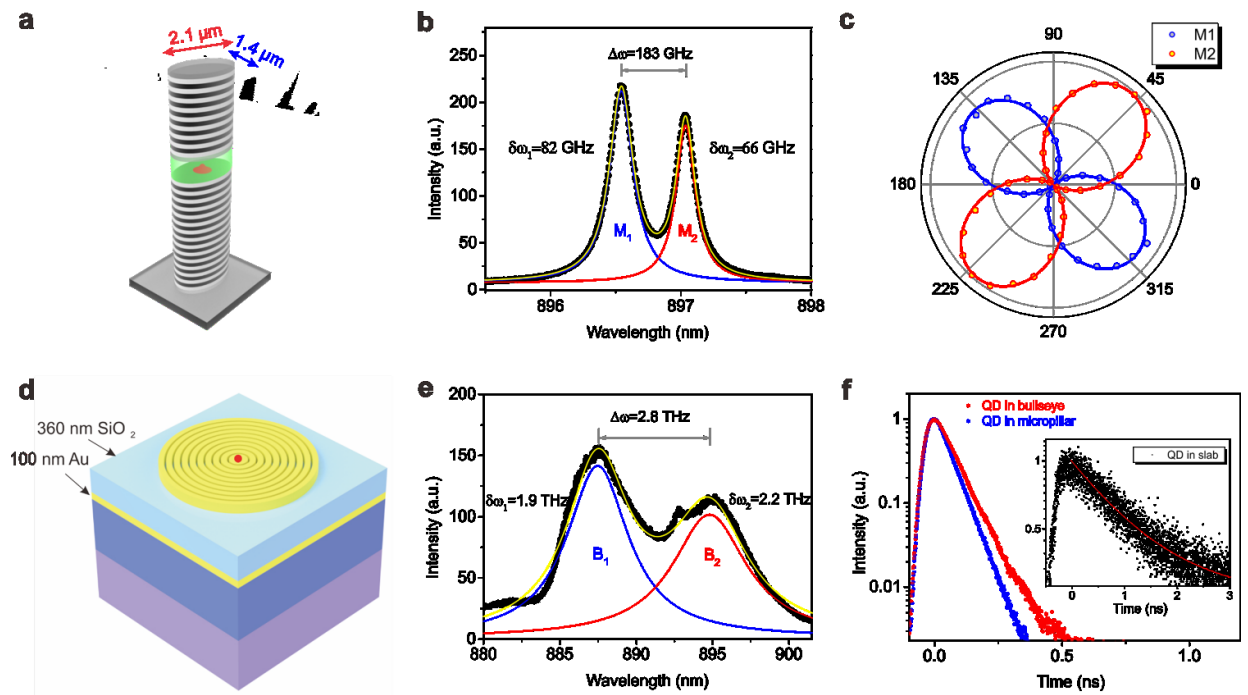 a
2.1 μm
1.4 μm
b
Δω=183 GHz
δω1=82 GHz
δω2=66 GHz
M1
M2
Intensity (a.u.)
250
200
150
100
50
0
896
897
898
Wavelength (nm)
c
M1
M2
90
45
0
315
270
225
180
135
d
360 nm SiO2
100 nm Au
e
Δω=2.8 THz
δω1=1.9 THz
δω2=2.2 THz
B1
B2
Intensity (a.u.)
200
150
100
50
0
880
885
890
895
900
Wavelength (nm)
f
QD in bullseye
QD in micropillar
Intensity (a.u.)
1
0.1
0.01
0.0
0.5
1.0
Time (ns)
QD in slab
1
0.5
0
1
2
3
Time (ns)